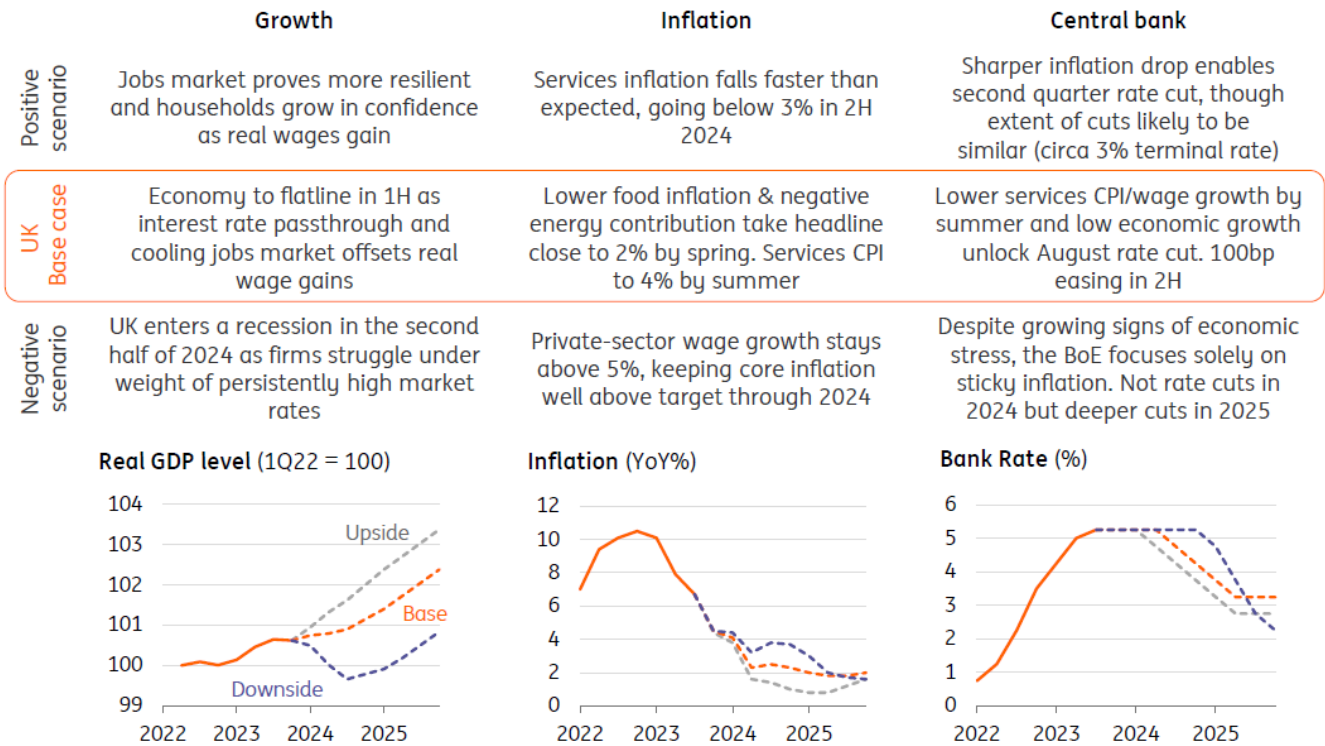 Growth
Inflation
Central bank
Positive
scenario
Jobs market proves more resilient
and households grow in confidence
as real wages gain
Services inflation falls faster than
expected, going below 3% in 2H
2024
Sharper inflation drop enables
second quarter rate cut, though
extent of cuts likely to be
similar (circa 3% terminal rate)
UK
Base case
Economy to flatline in 1H as
interest rate passthrough and
cooling jobs market offsets real
wage gains
Lower food inflation & negative
energy contribution take headline
close to 2% by spring. Services CPI
to 4% by summer
Lower services CPI/wage growth by
summer and low economic growth
unlock August rate cut. 100bp
easing in 2H
Negative
scenario
UK enters a recession in the second
half of 2024 as firms struggle under
weight of persistently high market
rates
Private-sector wage growth stays
above 5%, keeping core inflation
well above target through 2024
Despite growing signs of economic
stress, the BoE focuses solely on
sticky inflation. Not rate cuts in
2024 but deeper cuts in 2025
Real GDP level (1Q22 = 100)
104
103
102
101
100
99
Upside
Base
Downside
2022 2023 2024 2025
Inflation (YoY%)
12
10
8
6
4
2
0
2022 2023 2024 2025
Bank Rate (%)
6
5
4
3
2
1
0
2022 2023 2024 2025